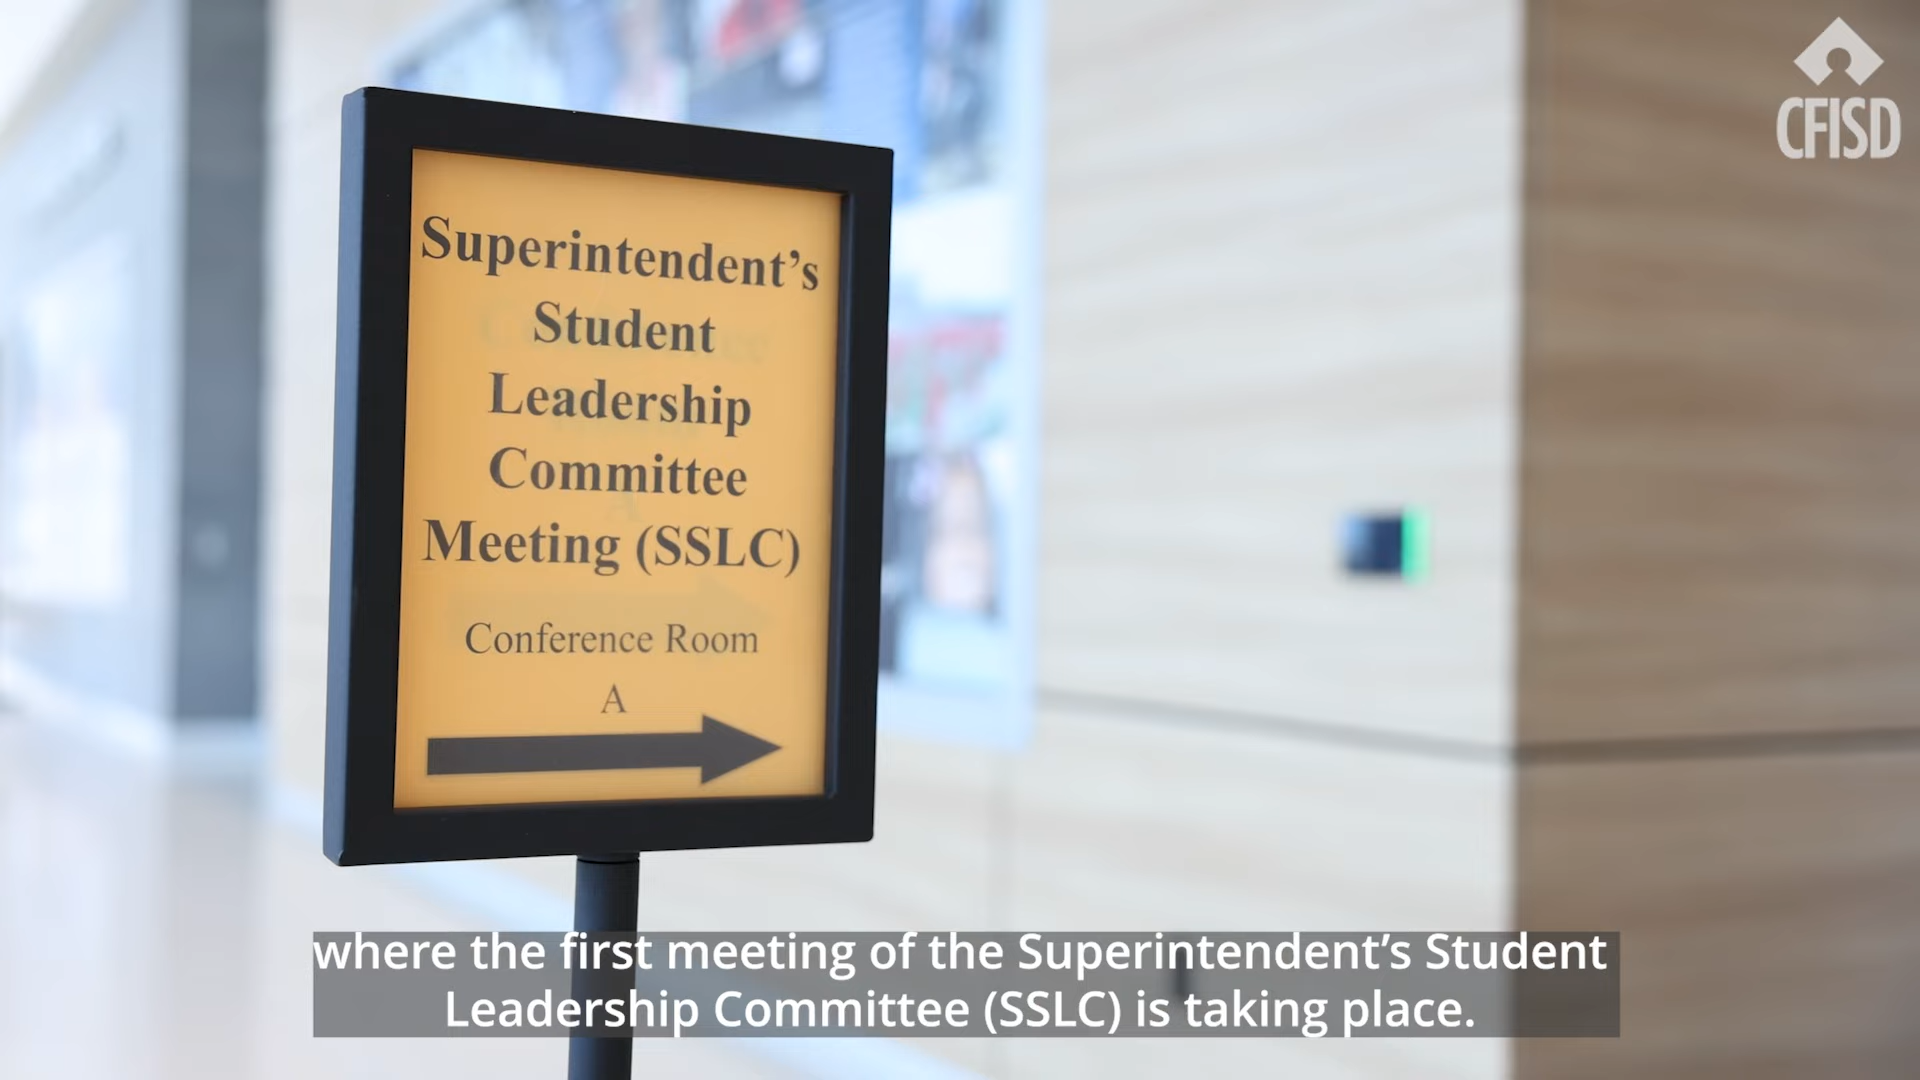 CFISD
Superintendent’s
Student
Leadership
Committee
Meeting (SSLC)
Conference Room
A
where the first meeting of the Superintendent’s Student
Leadership Committee (SSLC) is taking place.